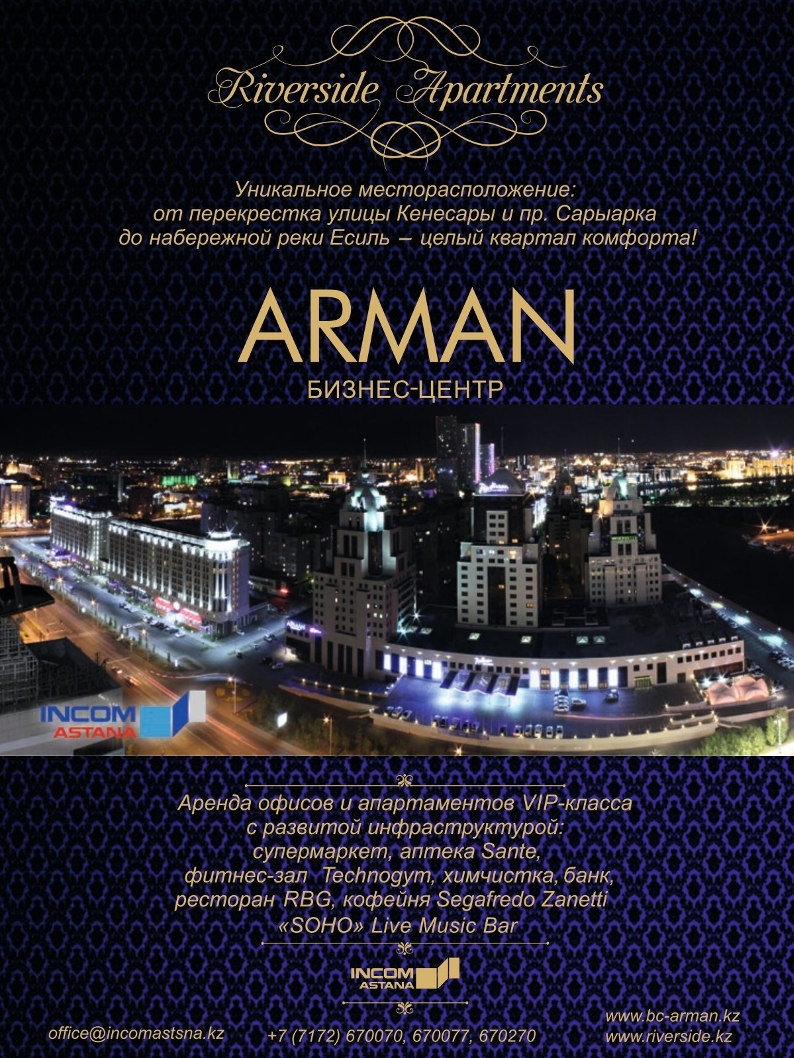 Riverside Apartments
Уникальное месторасположение:
от перекрестка улицы Кенесары и пр. Сарыарка
до набережной реки Есиль – целый квартал комфорта!
ARMAN
БИЗНЕС-ЦЕНТР
INCOM
ASTANA
Аренда офисов и апартаментов VIP-класса
с развитой инфраструктурой:
супермаркет, аптека Sante,
фитнес-зал Technogym, химчистка, банк,
ресторан RBG, кофейня Segafredo Zanetti
«SOHO» Live Music Bar
INCOM
ASTANA
office@incomastsna.kz
+7 (7172) 670070, 670077, 670270
www.bc-arman.kz
www.riverside.kz